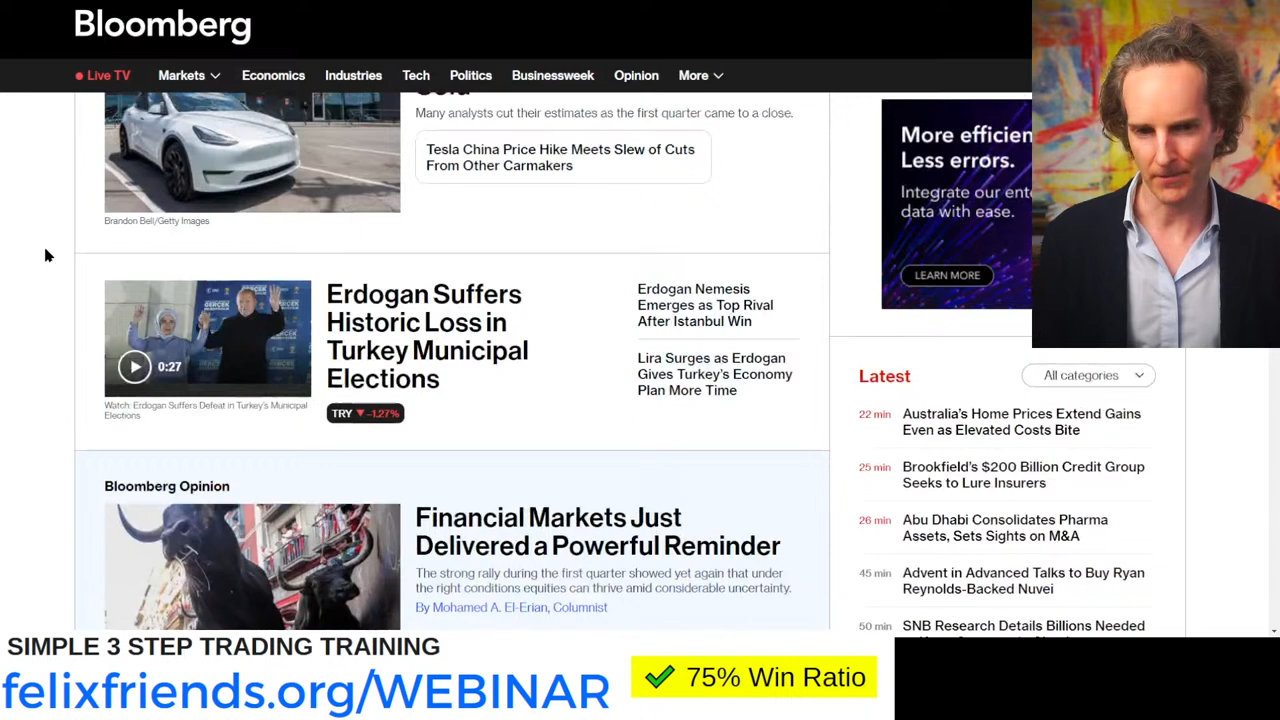 Bloomberg
Live TV
Markets
Economics
Industries
Tech
Politics
Businessweek
Opinion
More
Many analysts cut their estimates as the first quarter came to a close.
Tesla China Price Hike Meets Slew of Cuts
From Other Carmakers
Brandon Bell/Getty Images
0:27
Watch: Erdogan Suffers Defeat in Turkey's Municipal
Elections
Erdogan Suffers
Historic Loss in
Turkey Municipal
Elections
TRY ▼ -1.27%
Erdogan Nemesis
Emerges as Top Rival
After Istanbul Win
Lira Surges as Erdogan
Gives Turkey's Economy
Plan More Time
Bloomberg Opinion
Financial Markets Just
Delivered a Powerful Reminder
The strong rally during the first quarter showed yet again that under
the right conditions equities can thrive amid considerable uncertainty.
By Mohamed A. El-Erian, Columnist
More efficien
Less errors.
Integrate our ent
data with ease.
LEARN MORE
Latest
All categories
22 min
Australia's Home Prices Extend Gains
Even as Elevated Costs Bite
25 min
Brookfield's $200 Billion Credit Group
Seeks to Lure Insurers
26 min
Abu Dhabi Consolidates Pharma
Assets, Sets Sights on M&A
45 min
Advent in Advanced Talks to Buy Ryan
Reynolds-Backed Nuvei
50 min
SNB Research Details Billions Needed
SIMPLE 3 STEP TRADING TRAINING
felixfriends.org/WEBINAR
✓ 75% Win Ratio